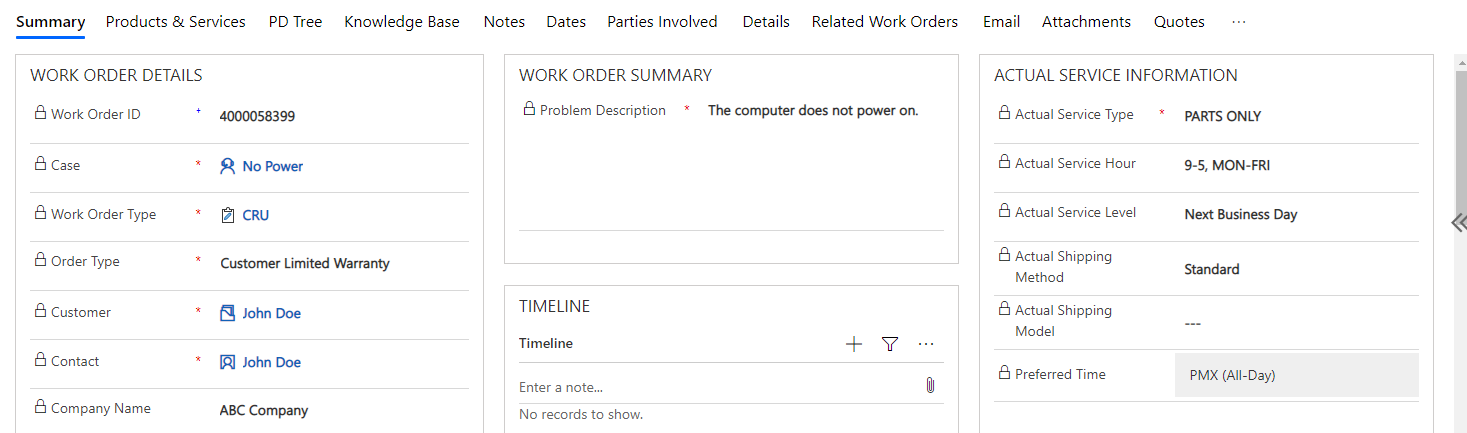 Summary Products & Services PD Tree Knowledge Base Notes Dates Parties Involved Details Related Work Orders Email Attachments Quotes ...
WORK ORDER DETAILS
Work Order ID + 4000058399
Case * No Power
Work Order Type * CRU
Order Type * Customer Limited Warranty
Customer * John Doe
Contact * John Doe
Company Name ABC Company
WORK ORDER SUMMARY
Problem Description * The computer does not power on.
TIMELINE
Timeline
Enter a note...
No records to show.
ACTUAL SERVICE INFORMATION
Actual Service Type * PARTS ONLY
Actual Service Hour 9-5, MON-FRI
Actual Service Level Next Business Day
Actual Shipping
Method Standard
Actual Shipping
Model ---
Preferred Time PMX (All-Day)